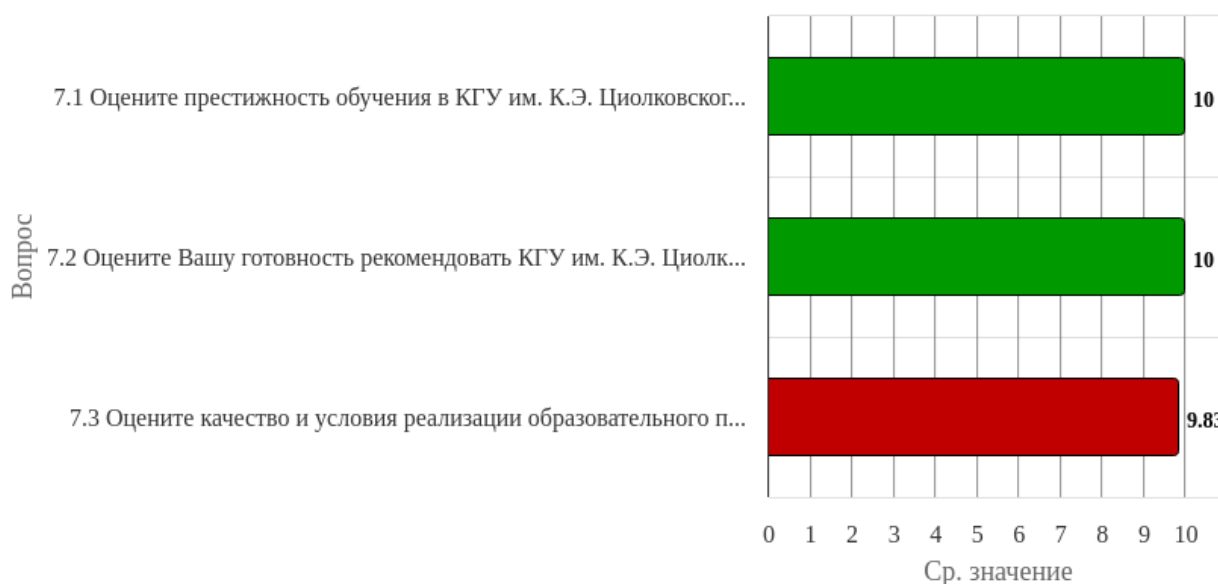 7.1 Оцените престижность обучения в КГУ им. К.Э. Циолковског...
10
Вопрос
7.2 Оцените Вашу готовность рекомендовать КГУ им. К.Э. Циолк...
10
7.3 Оцените качество и условия реализации образовательного п...
9.83
0 1 2 3 4 5 6 7 8 9 10
Ср. значение